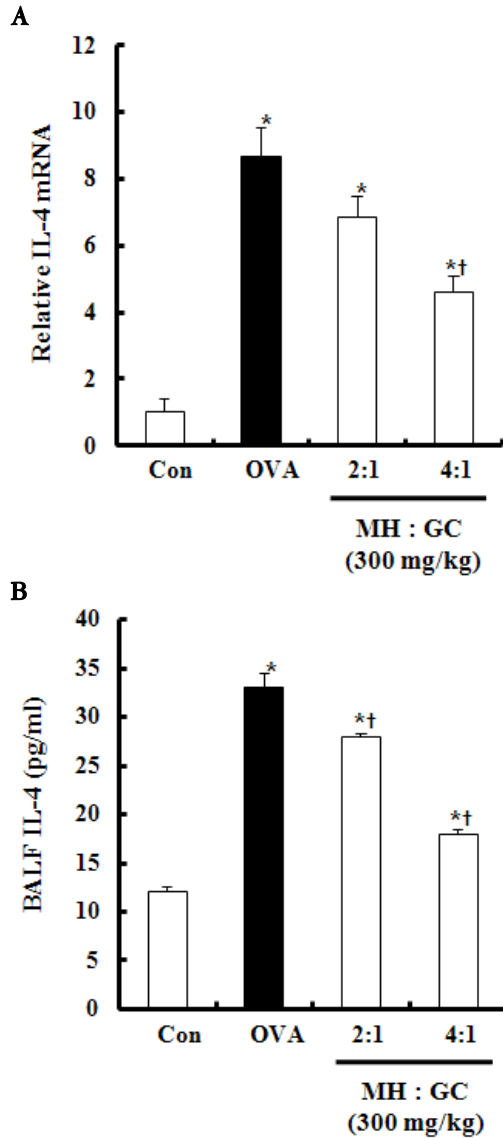 A
Relative IL-4 mRNA
12
10
8
6
4
2
0
*
*
*†
Con OVA 2:1 4:1
MH : GC
(300 mg/kg)
B
BALF IL-4 (pg/ml)
40
35
30
25
20
15
10
5
0
*
*†
*†
Con OVA 2:1 4:1
MH : GC
(300 mg/kg)